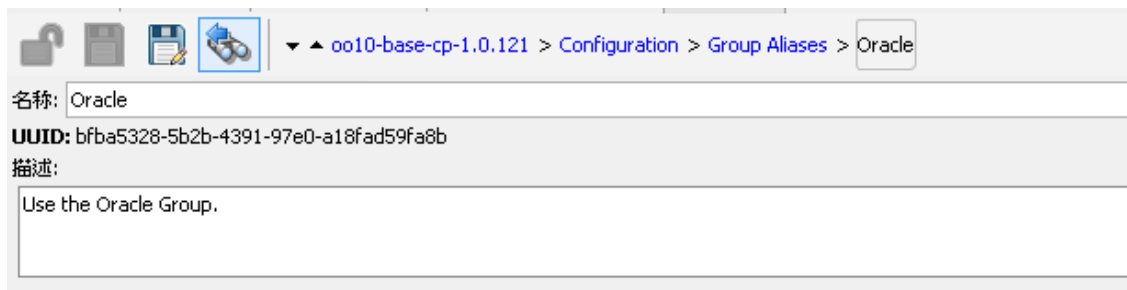 oo10-base-cp-1.0.121 > Configuration > Group Aliases > Oracle
名称: Oracle
UUID: bfba5328-5b2b-4391-97e0-a18fad59fa8b
描述:
Use the Oracle Group.